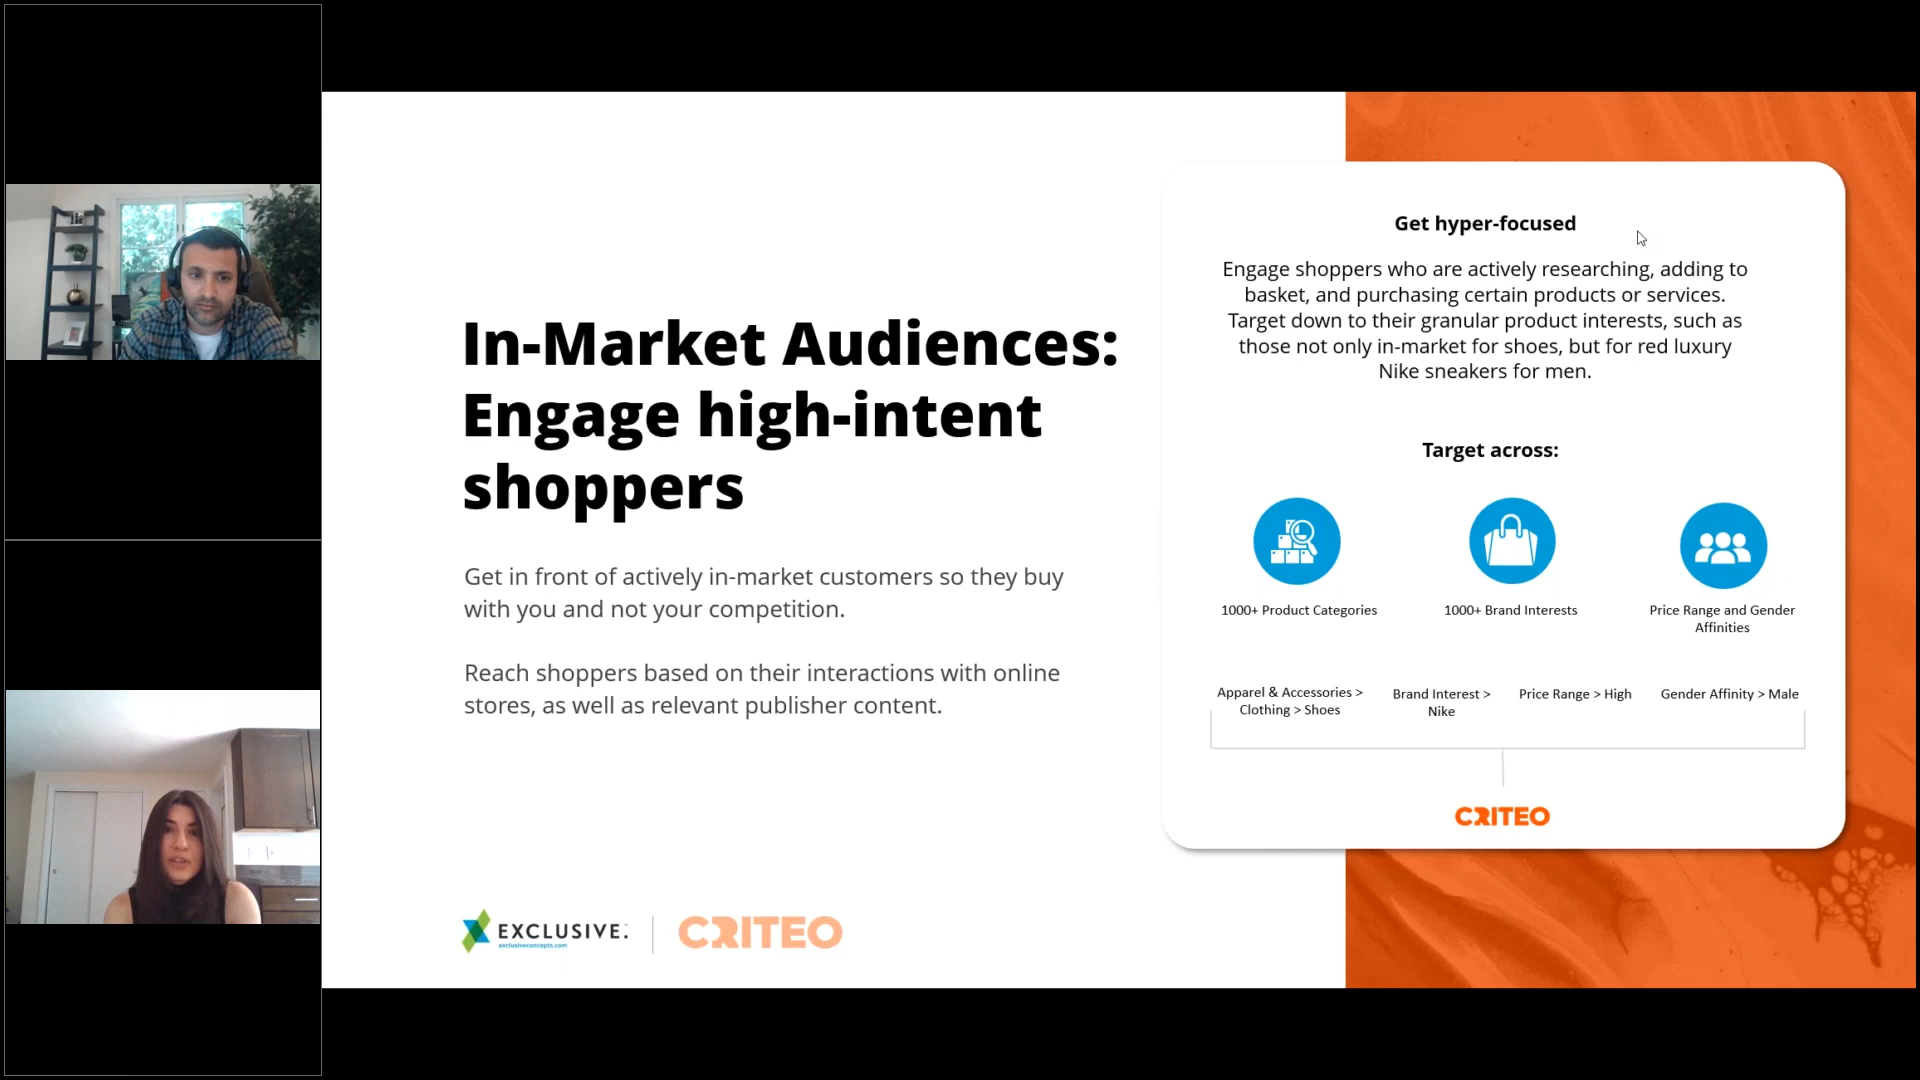 In-Market Audiences:
Engage high-intent
shoppers
Get in front of actively in-market customers so they buy
with you and not your competition.
Reach shoppers based on their interactions with online
stores, as well as relevant publisher content.
EXCLUSIVE.
exclusiveconcepts.com
CRITEO
Get hyper-focused
Engage shoppers who are actively researching, adding to
basket, and purchasing certain products or services.
Target down to their granular product interests, such as
those not only in-market for shoes, but for red luxury
Nike sneakers for men.
Target across:
1000+ Product Categories
1000+ Brand Interests
Price Range and Gender
Affinities
Apparel & Accessories >
Clothing > Shoes
Brand Interest >
Nike
Price Range > High
Gender Affinity > Male
CRITEO